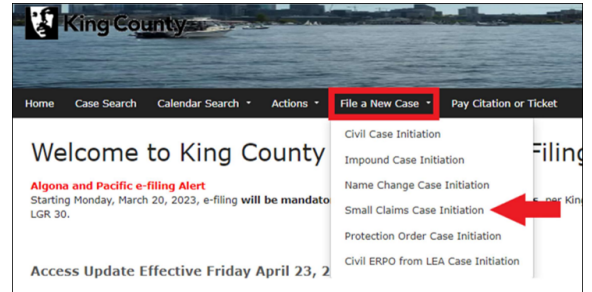 King County
Home Case Search Calendar Search Actions File a New Case Pay Citation or Ticket
Civil Case Initiation
Impound Case Initiation
Name Change Case Initiation
Small Claims Case Initiation
Protection Order Case Initiation
Civil ERPO from LEA Case Initiation
Welcome to King County Filing
Algona and Pacific e-filing Alert
Starting Monday, March 20, 2023, e-filing will be mandato s, per Kin
LGR 30.
Access Update Effective Friday April 23, 2